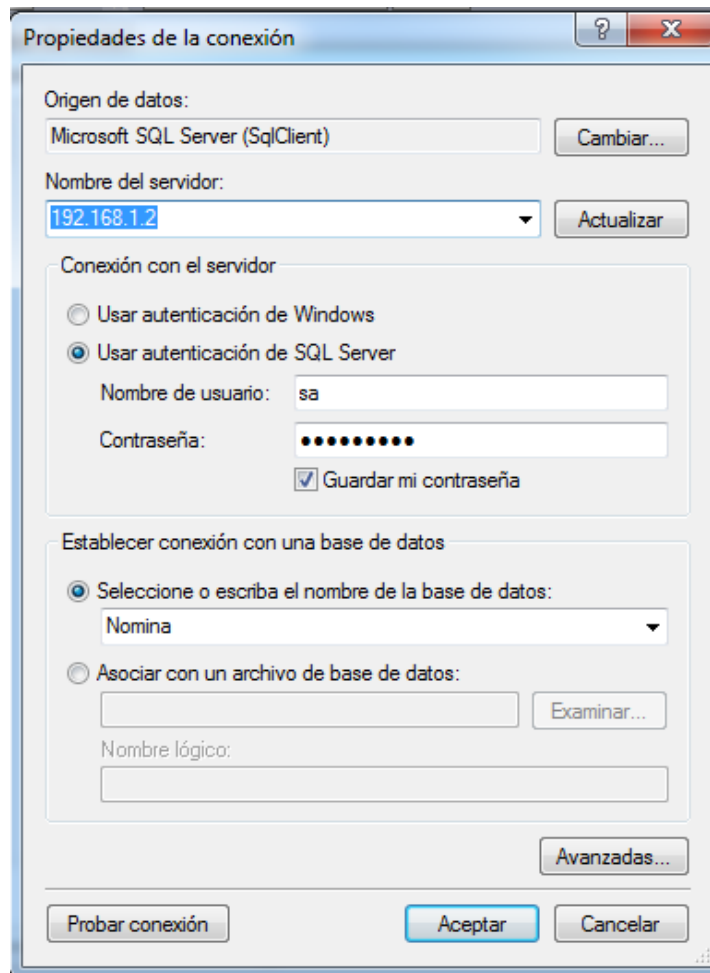 Propiedades de la conexión
Origen de datos:
Microsoft SQL Server (SqlClient)
Cambiar...
Nombre del servidor:
192.168.1.2
Actualizar
Conexión con el servidor
Usar autenticación de Windows
Usar autenticación de SQL Server
Nombre de usuario: sa
Contraseña: ●●●●●●●●●
Guardar mi contraseña
Establecer conexión con una base de datos
Seleccione o escriba el nombre de la base de datos:
Nomina
Asociar con un archivo de base de datos:
Examinar...
Nombre lógico:
Avanzadas...
Probar conexión Aceptar Cancelar